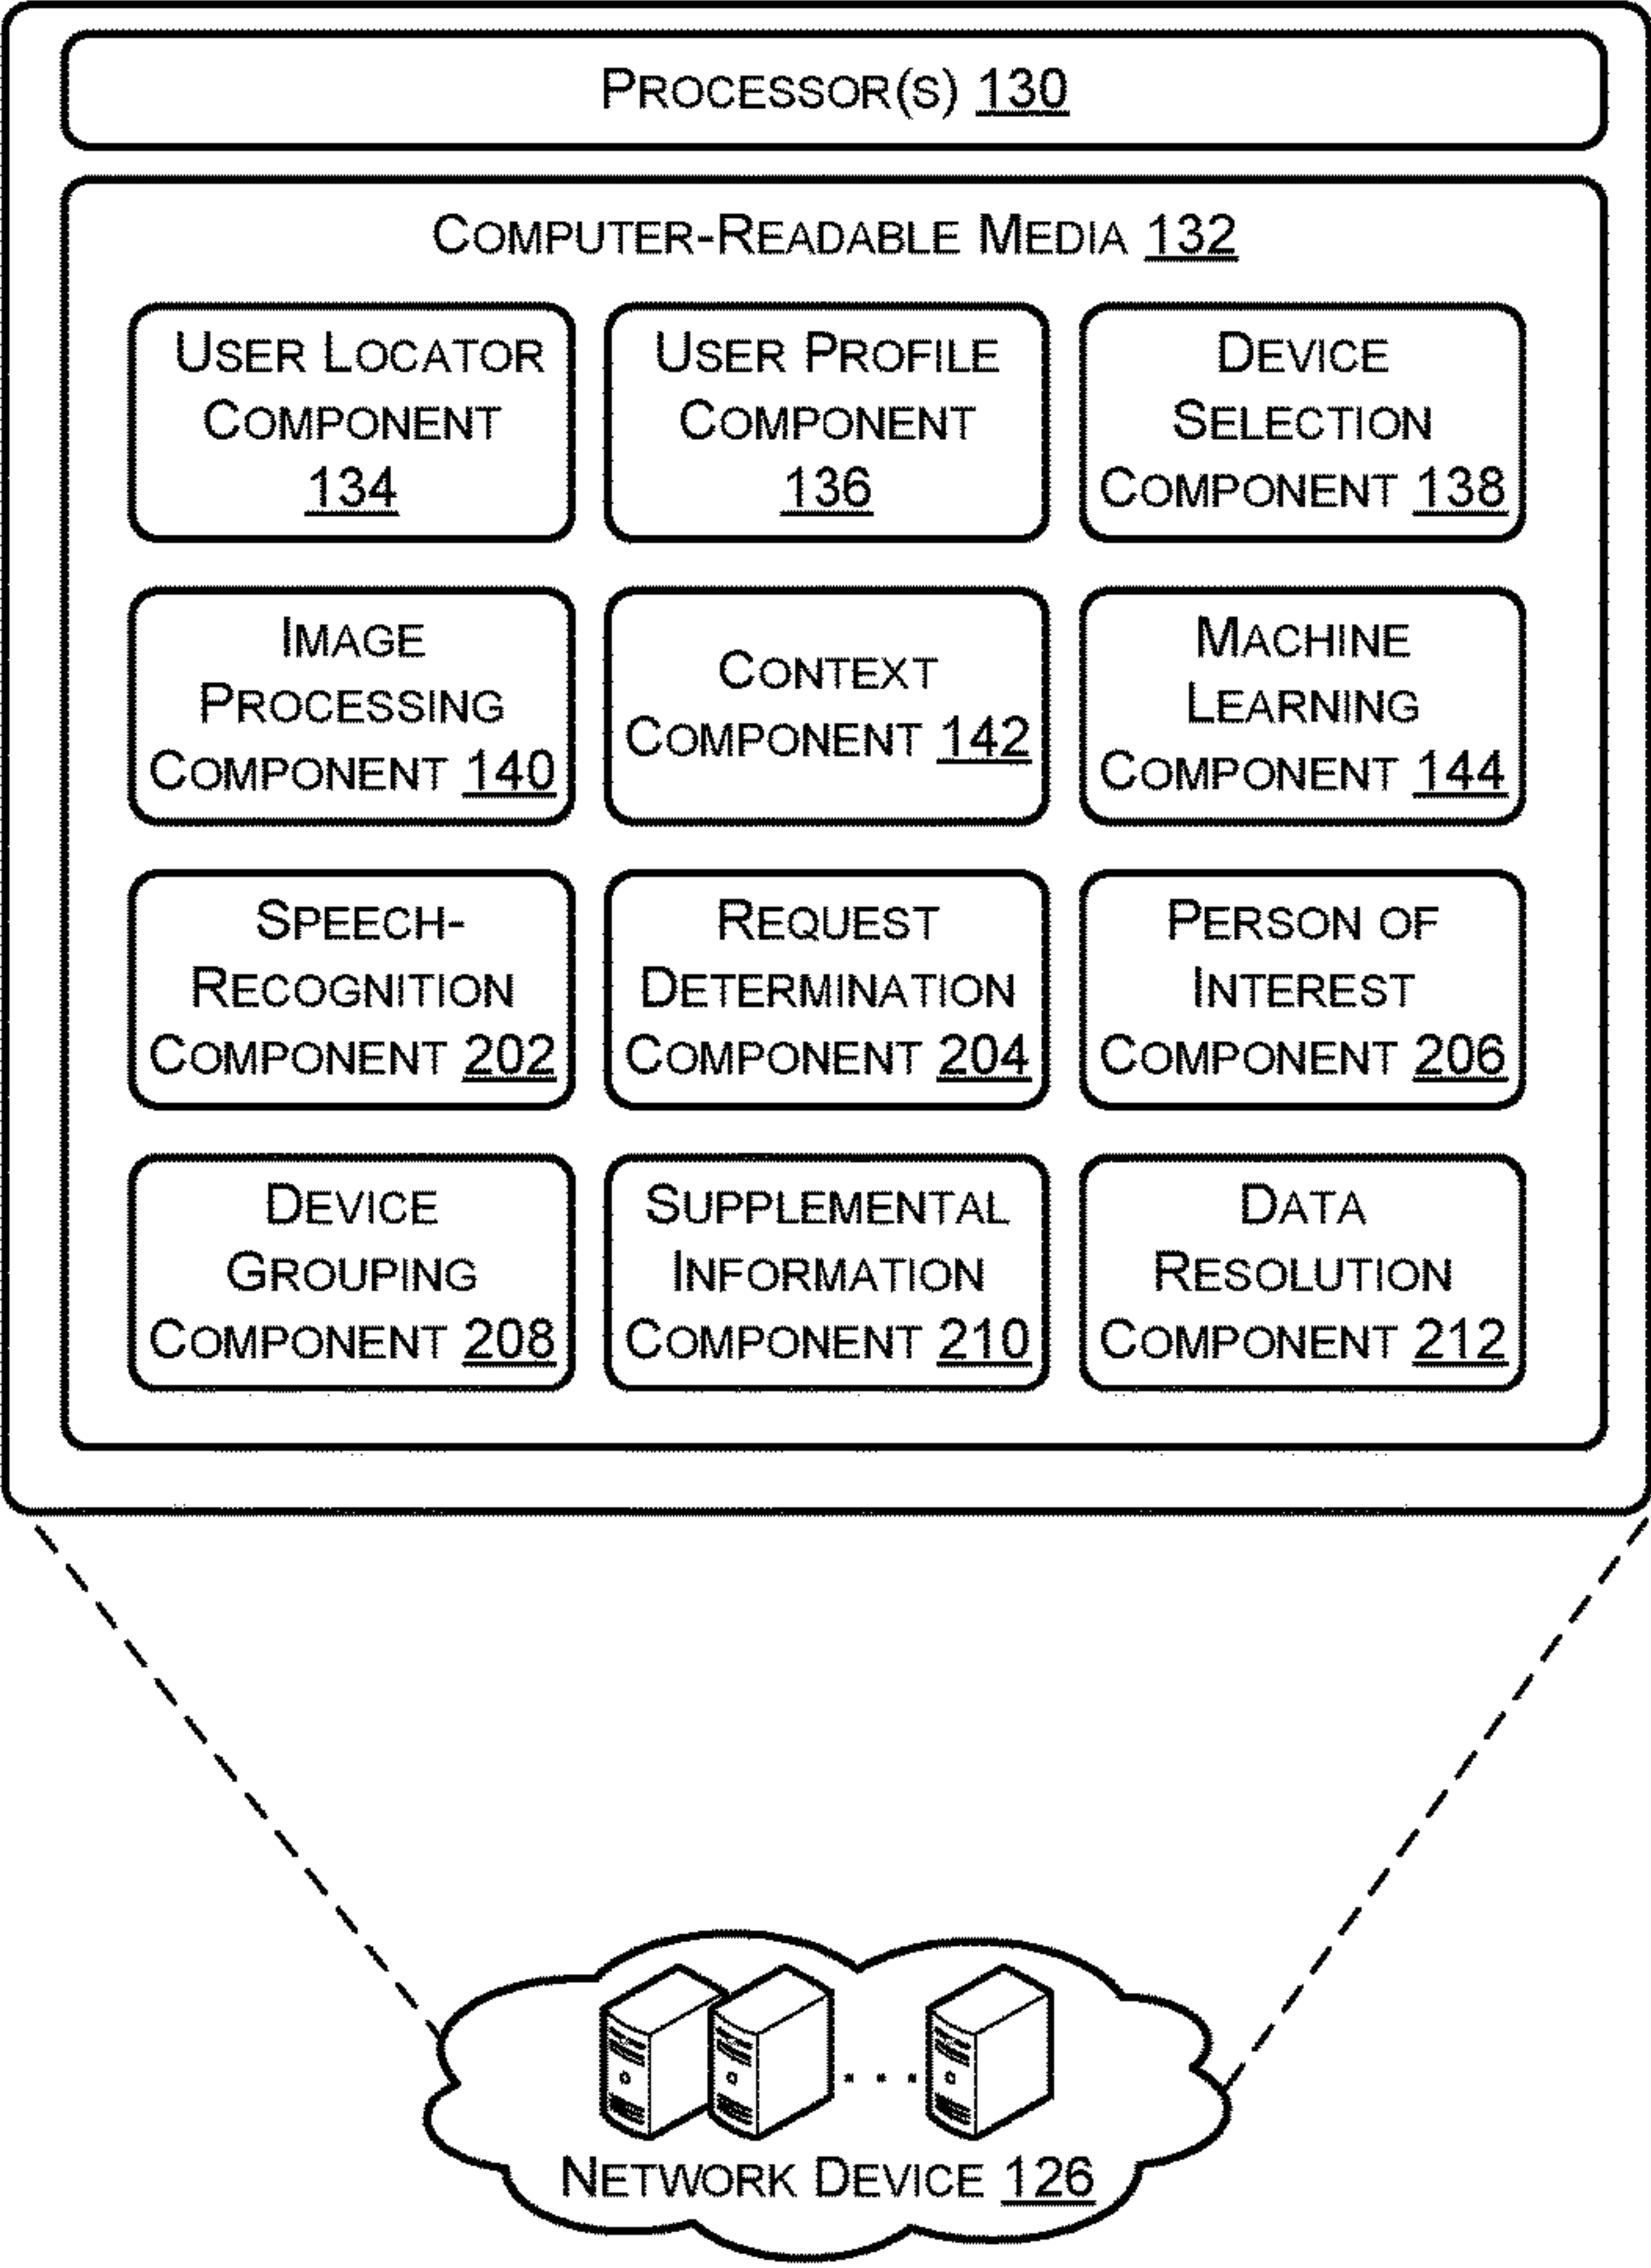 PROCESSOR(S) 130
COMPUTER-READABLE MEDIA 132
USER LOCATOR
COMPONENT
134
USER PROFILE
COMPONENT
136
DEVICE
SELECTION
COMPONENT 138
IMAGE
PROCESSING
COMPONENT 140
CONTEXT
COMPONENT 142
MACHINE
LEARNING
COMPONENT 144
SPEECH-
RECOGNITION
COMPONENT 202
REQUEST
DETERMINATION
COMPONENT 204
PERSON OF
INTEREST
COMPONENT 206
DEVICE
GROUPING
COMPONENT 208
SUPPLEMENTAL
INFORMATION
COMPONENT 210
DATA
RESOLUTION
COMPONENT 212
NETWORK DEVICE 126